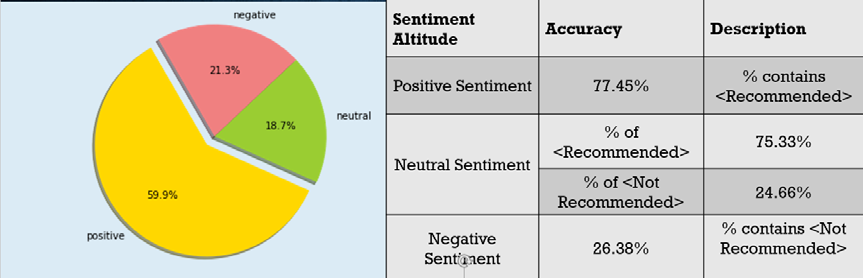 negative
21.3%
neutral
18.7%
59.9%
positive
Sentiment
Altitude
Accuracy
Description
Positive Sentiment
77.45%
% contains
<Recommended>
Neutral Sentiment
% of
<Recommended>
75.33%
% of <Not
Recommended>
24.66%
Negative
Sentiment
26.38%
% contains <Not
Recommended>